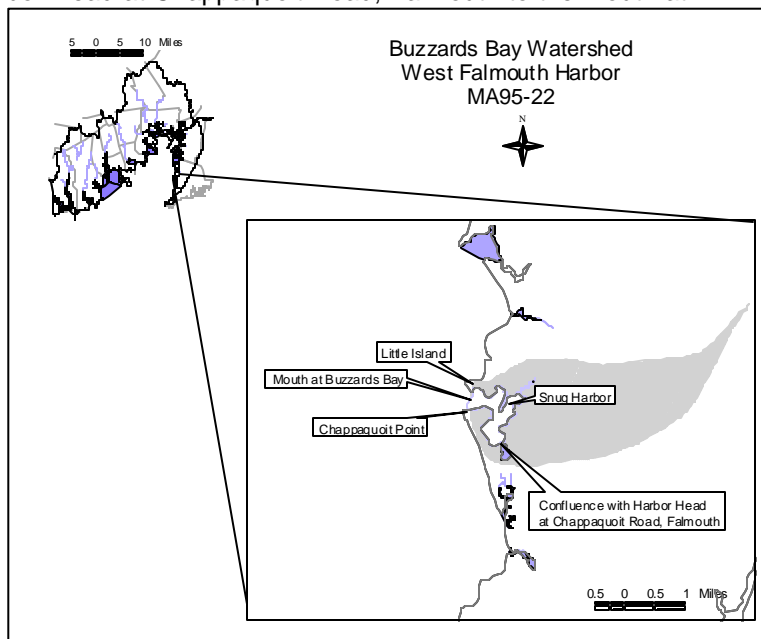 5 0 5 10 Miles
Buzzards Bay Watershed
West Falmouth Harbor
MA95-22
N
Little Island
Mouth at Buzzards Bay
Snug Harbor
Chappaquoit Point
Confluence with Harbor Head
at Chappaquoit Road, Falmouth
0.5 0 0.5 1 Miles